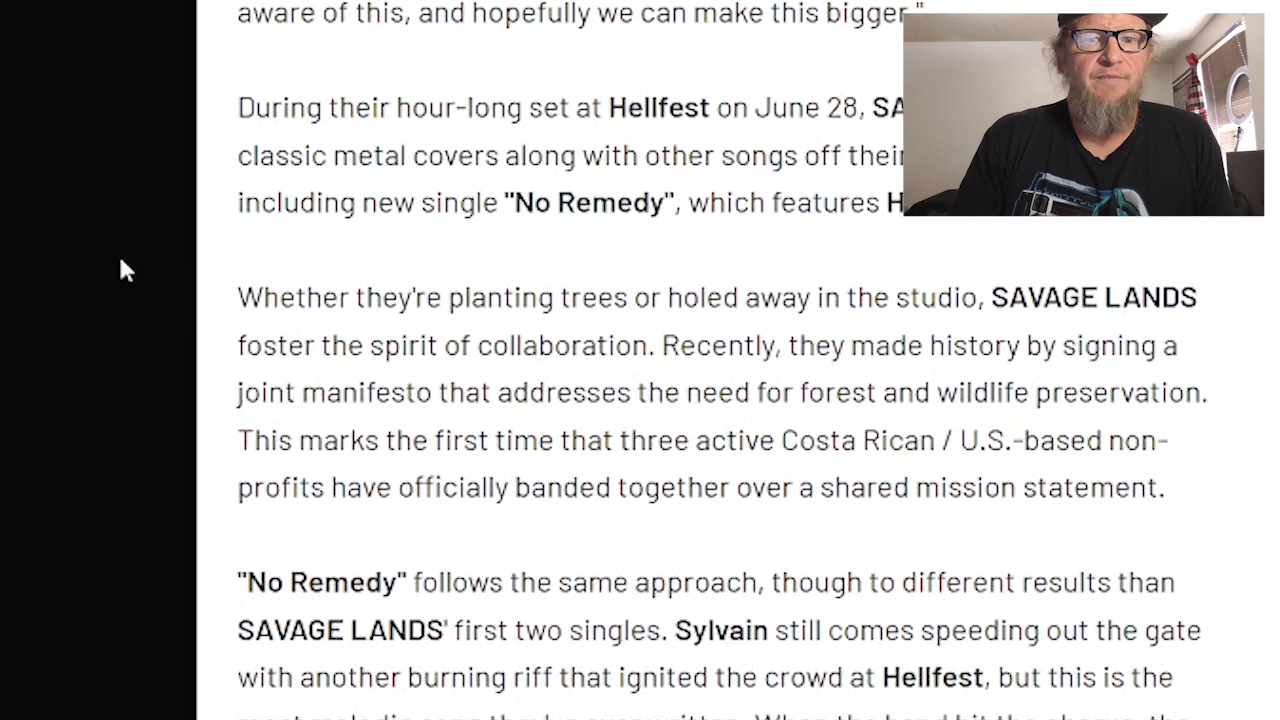 aware of this, and hopefully we can make this bigger."
During their hour-long set at Hellfest on June 28, SA
classic metal covers along with other songs off their
including new single "No Remedy", which features H
Whether they're planting trees or holed away in the studio, SAVAGE LANDS
foster the spirit of collaboration. Recently, they made history by signing a
joint manifesto that addresses the need for forest and wildlife preservation.
This marks the first time that three active Costa Rican / U.S.-based non-
profits have officially banded together over a shared mission statement.
"No Remedy" follows the same approach, though to different results than
SAVAGE LANDS' first two singles. Sylvain still comes speeding out the gate
with another burning riff that ignited the crowd at Hellfest, but this is the